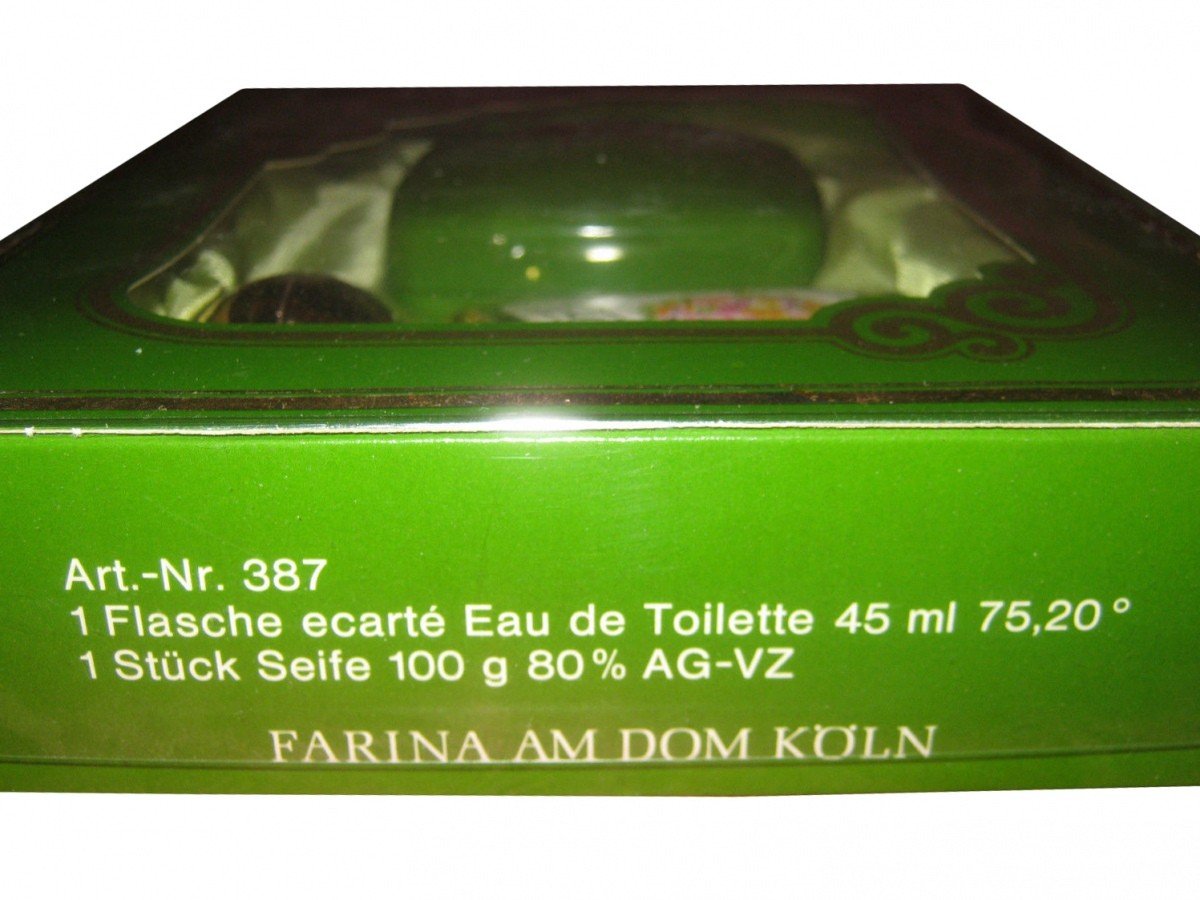 Art.-Nr. 387
1 Flasche ecarté Eau de Toilette 45 ml 75,20°
1 Stück Seife 100 g 80% AG-VZ
FARINA AM DOM KÖLN